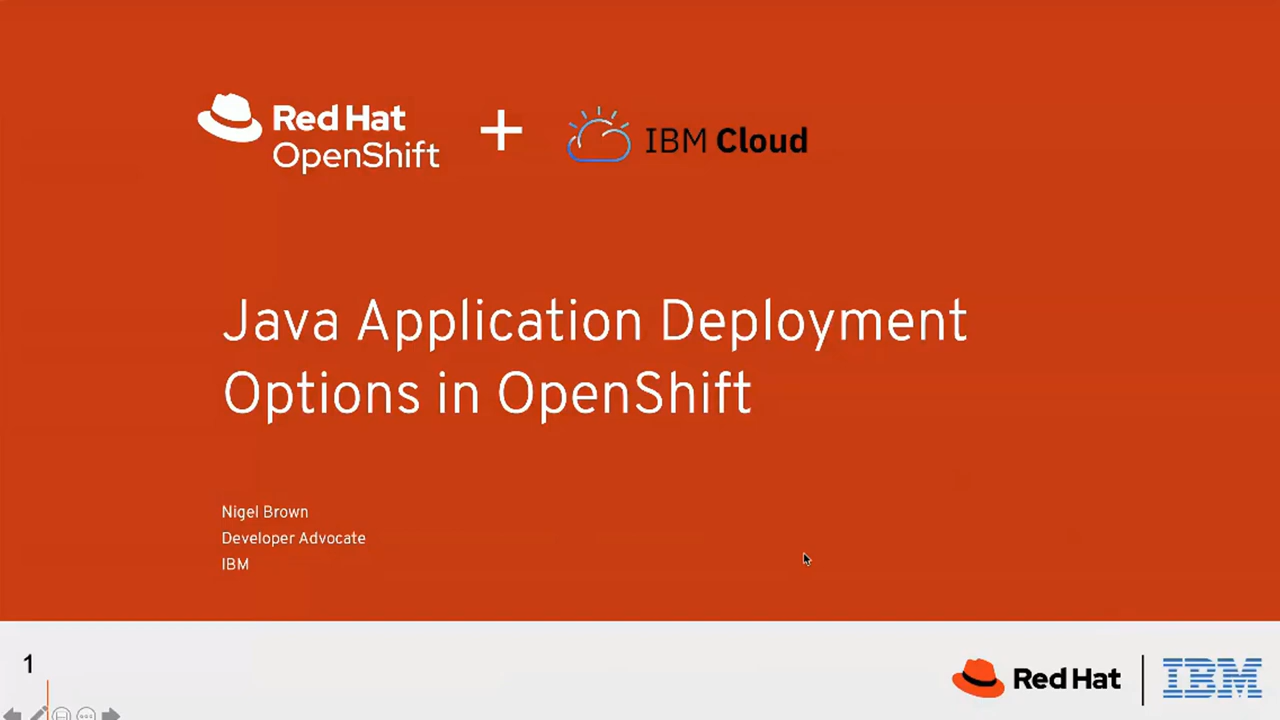 Red Hat
OpenShift
+
IBM Cloud
Java Application Deployment
Options in OpenShift
Nigel Brown
Developer Advocate
IBM
1
Red Hat
IBM